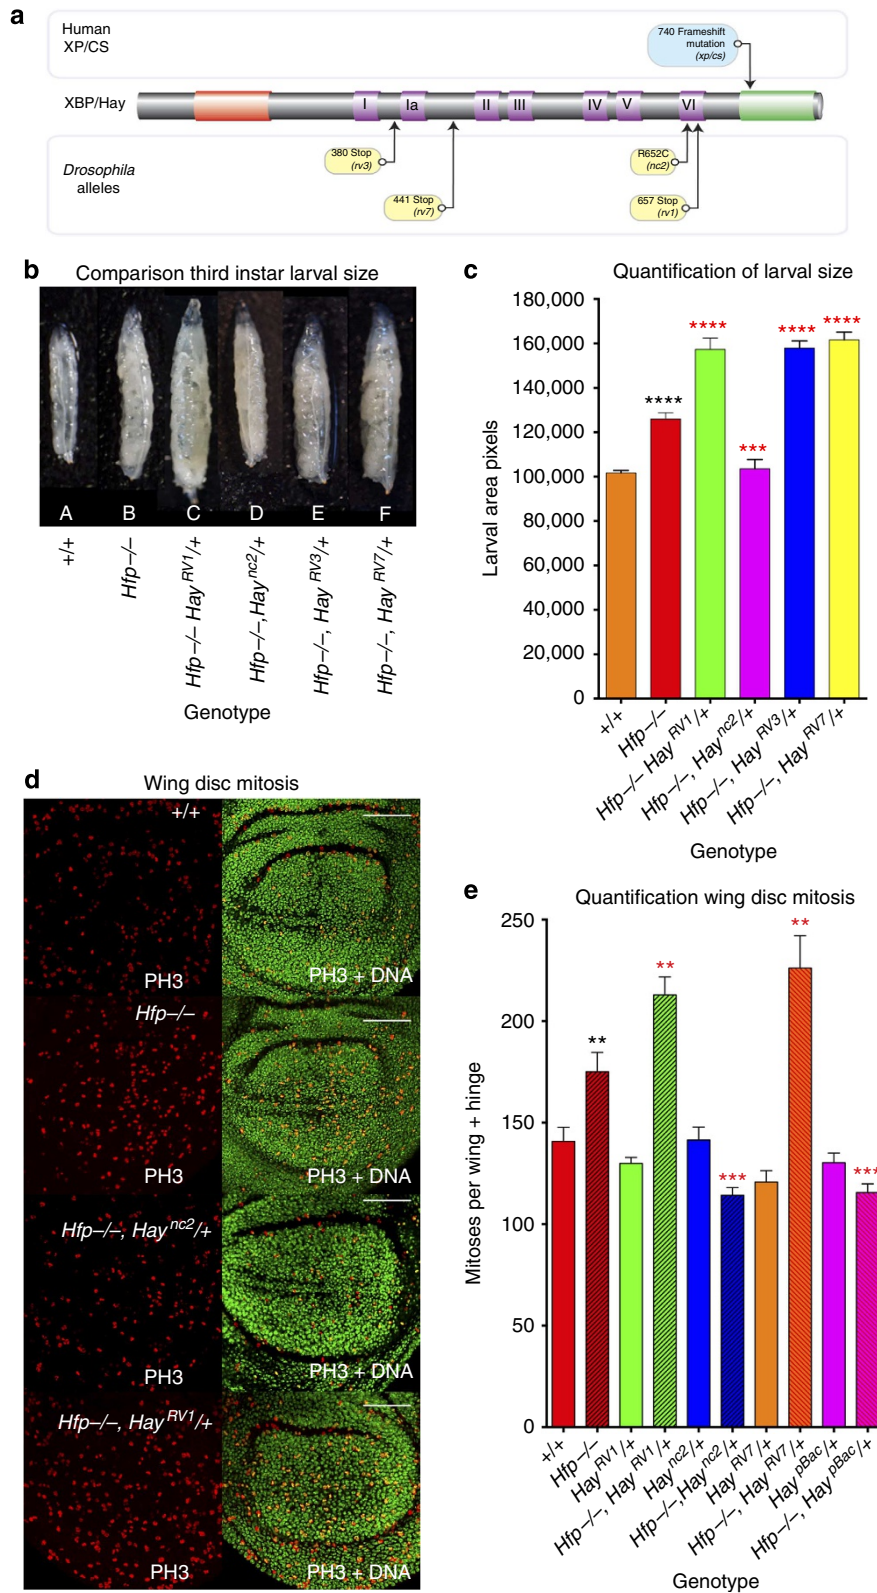 a
Human
XP/CS
740 Frameshift
mutation
(xp/cs)
XBP/Hay
I
Ia
II
III
IV
V
VI
Drosophila
alleles
380 Stop
(rv3)
441 Stop
(rv7)
R652C
(nc2)
657 Stop
(rv1)
b
Comparison third instar larval size
A B C D E F
+/+
Hfp–/–
Hfp–/– Hay RV1/+
Hfp–/–, Hay nc2/+
Hfp–/–, Hay RV3/+
Hfp–/–, Hay RV7/+
Genotype
c
Quantification of larval size
Larval area pixels
180,000
160,000
140,000
120,000
100,000
80,000
60,000
40,000
20,000
0
****
****
***
****
****
+/+
Hfp–/–
Hfp–/– Hay RV1/+
Hfp–/–, Hay nc2/+
Hfp–/–, Hay RV3/+
Hfp–/–, Hay RV7/+
Genotype
d
Wing disc mitosis
+/+
PH3
PH3 + DNA
Hfp–/–
PH3
PH3 + DNA
Hfp–/–, Hay nc2/+
PH3
PH3 + DNA
Hfp–/–, Hay RV1/+
PH3
PH3 + DNA
e
Quantification wing disc mitosis
Mitoses per wing + hinge
250
200
150
100
50
0
**
**
***
**
***
+/+
Hfp–/–
Hay RV1/+
Hfp–/–, Hay RV1/+
Hay nc2/+
Hfp–/–,Hay nc2/+
Hay RV7/+
Hfp–/–, Hay RV7/+
Hay pBac/+
Hfp–/–, Hay pBac/+
Genotype